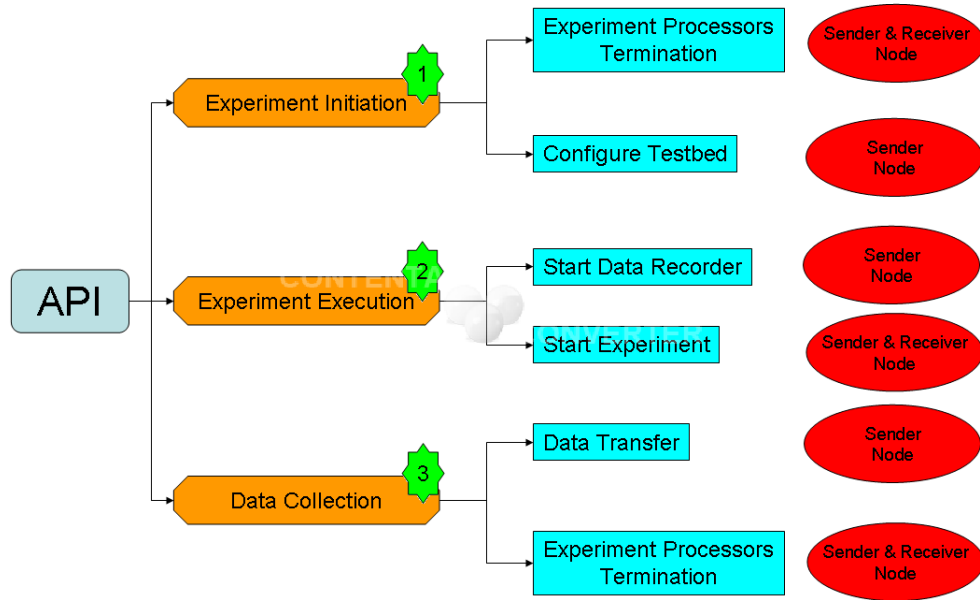 Experiment Processors
Termination
Sender & Receiver
Node
1
Experiment Initiation
Configure Testbed
Sender
Node
API
2
Experiment Execution
Start Data Recorder
Sender
Node
CONTENTA
CONVERTER
Start Experiment
Sender & Receiver
Node
3
Data Collection
Data Transfer
Sender
Node
Experiment Processors
Termination
Sender & Receiver
Node